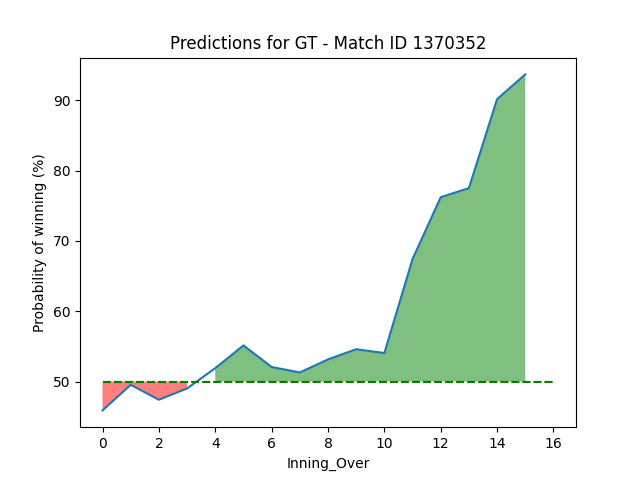 Predictions for GT - Match ID 1370352
Probability of winning (%)
90
80
70
60
50
0 2 4 6 8 10 12 14 16
Inning_Over